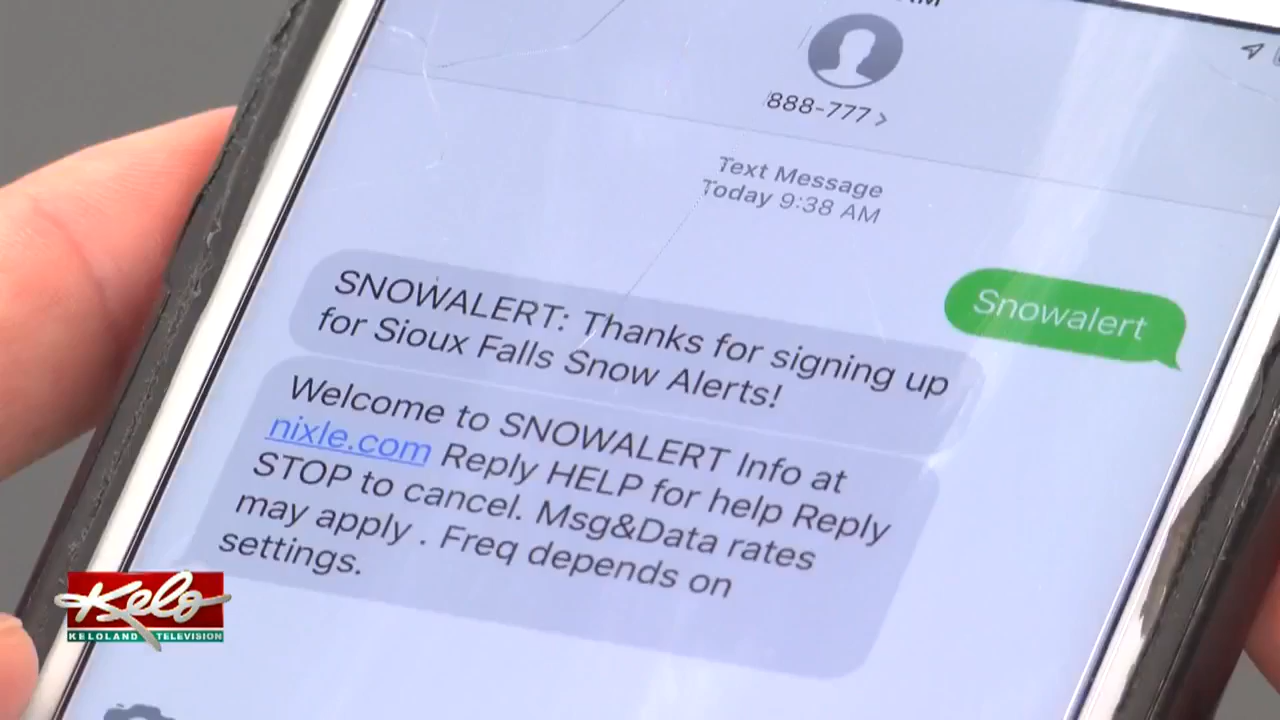 888-777 >
Text Message
Today 9:38 AM
Snowalert
SNOWALERT: Thanks for signing up
for Sioux Falls Snow Alerts!
Welcome to SNOWALERT Info at
nixle.com Reply HELP for help Reply
STOP to cancel. Msg&Data rates
may apply . Freq depends on
settings.
Kelo
KELOLAND TELEVISION